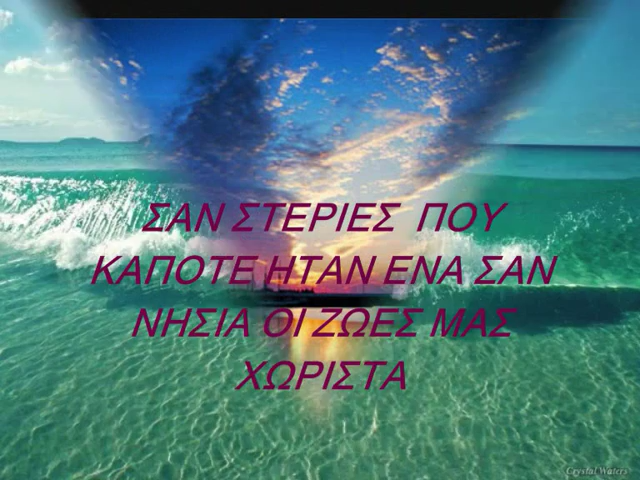 ΣΑΝ ΣΤΕΡΙΕΣ ΠΟΥ
ΚΑΠΟΤΕ ΗΤΑΝ ΕΝΑ ΣΑΝ
ΝΗΣΙΑ ΟΙ ΖΩΕΣ ΜΑΣ
ΧΩΡΙΣΤΑ
Crystal Waters